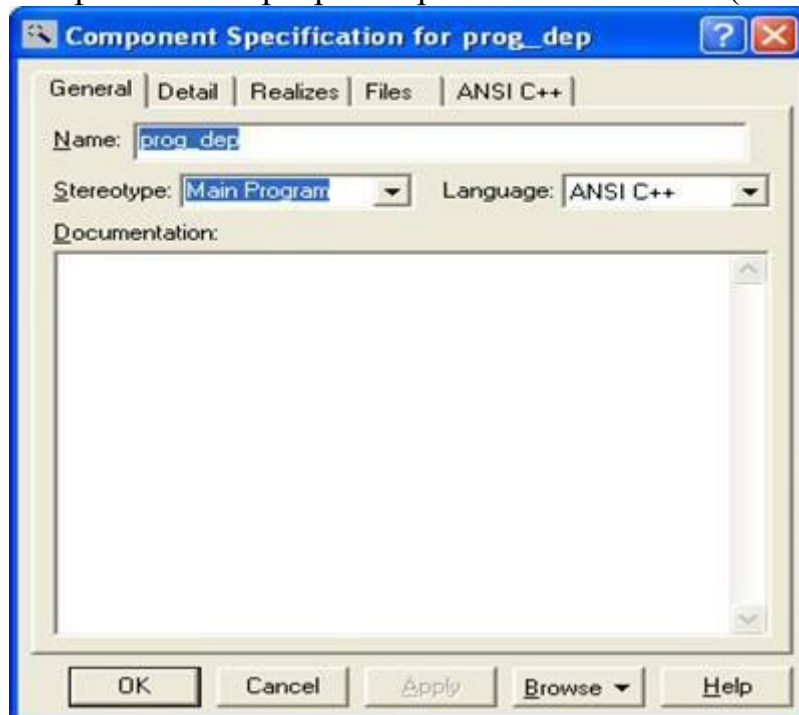 Component Specification for prog_dep
General Detail Realizes Files ANSI C++
Name: prog_dep
Stereotype: Main Program Language: ANSI C++
Documentation:
OK Cancel Apply Browse Help